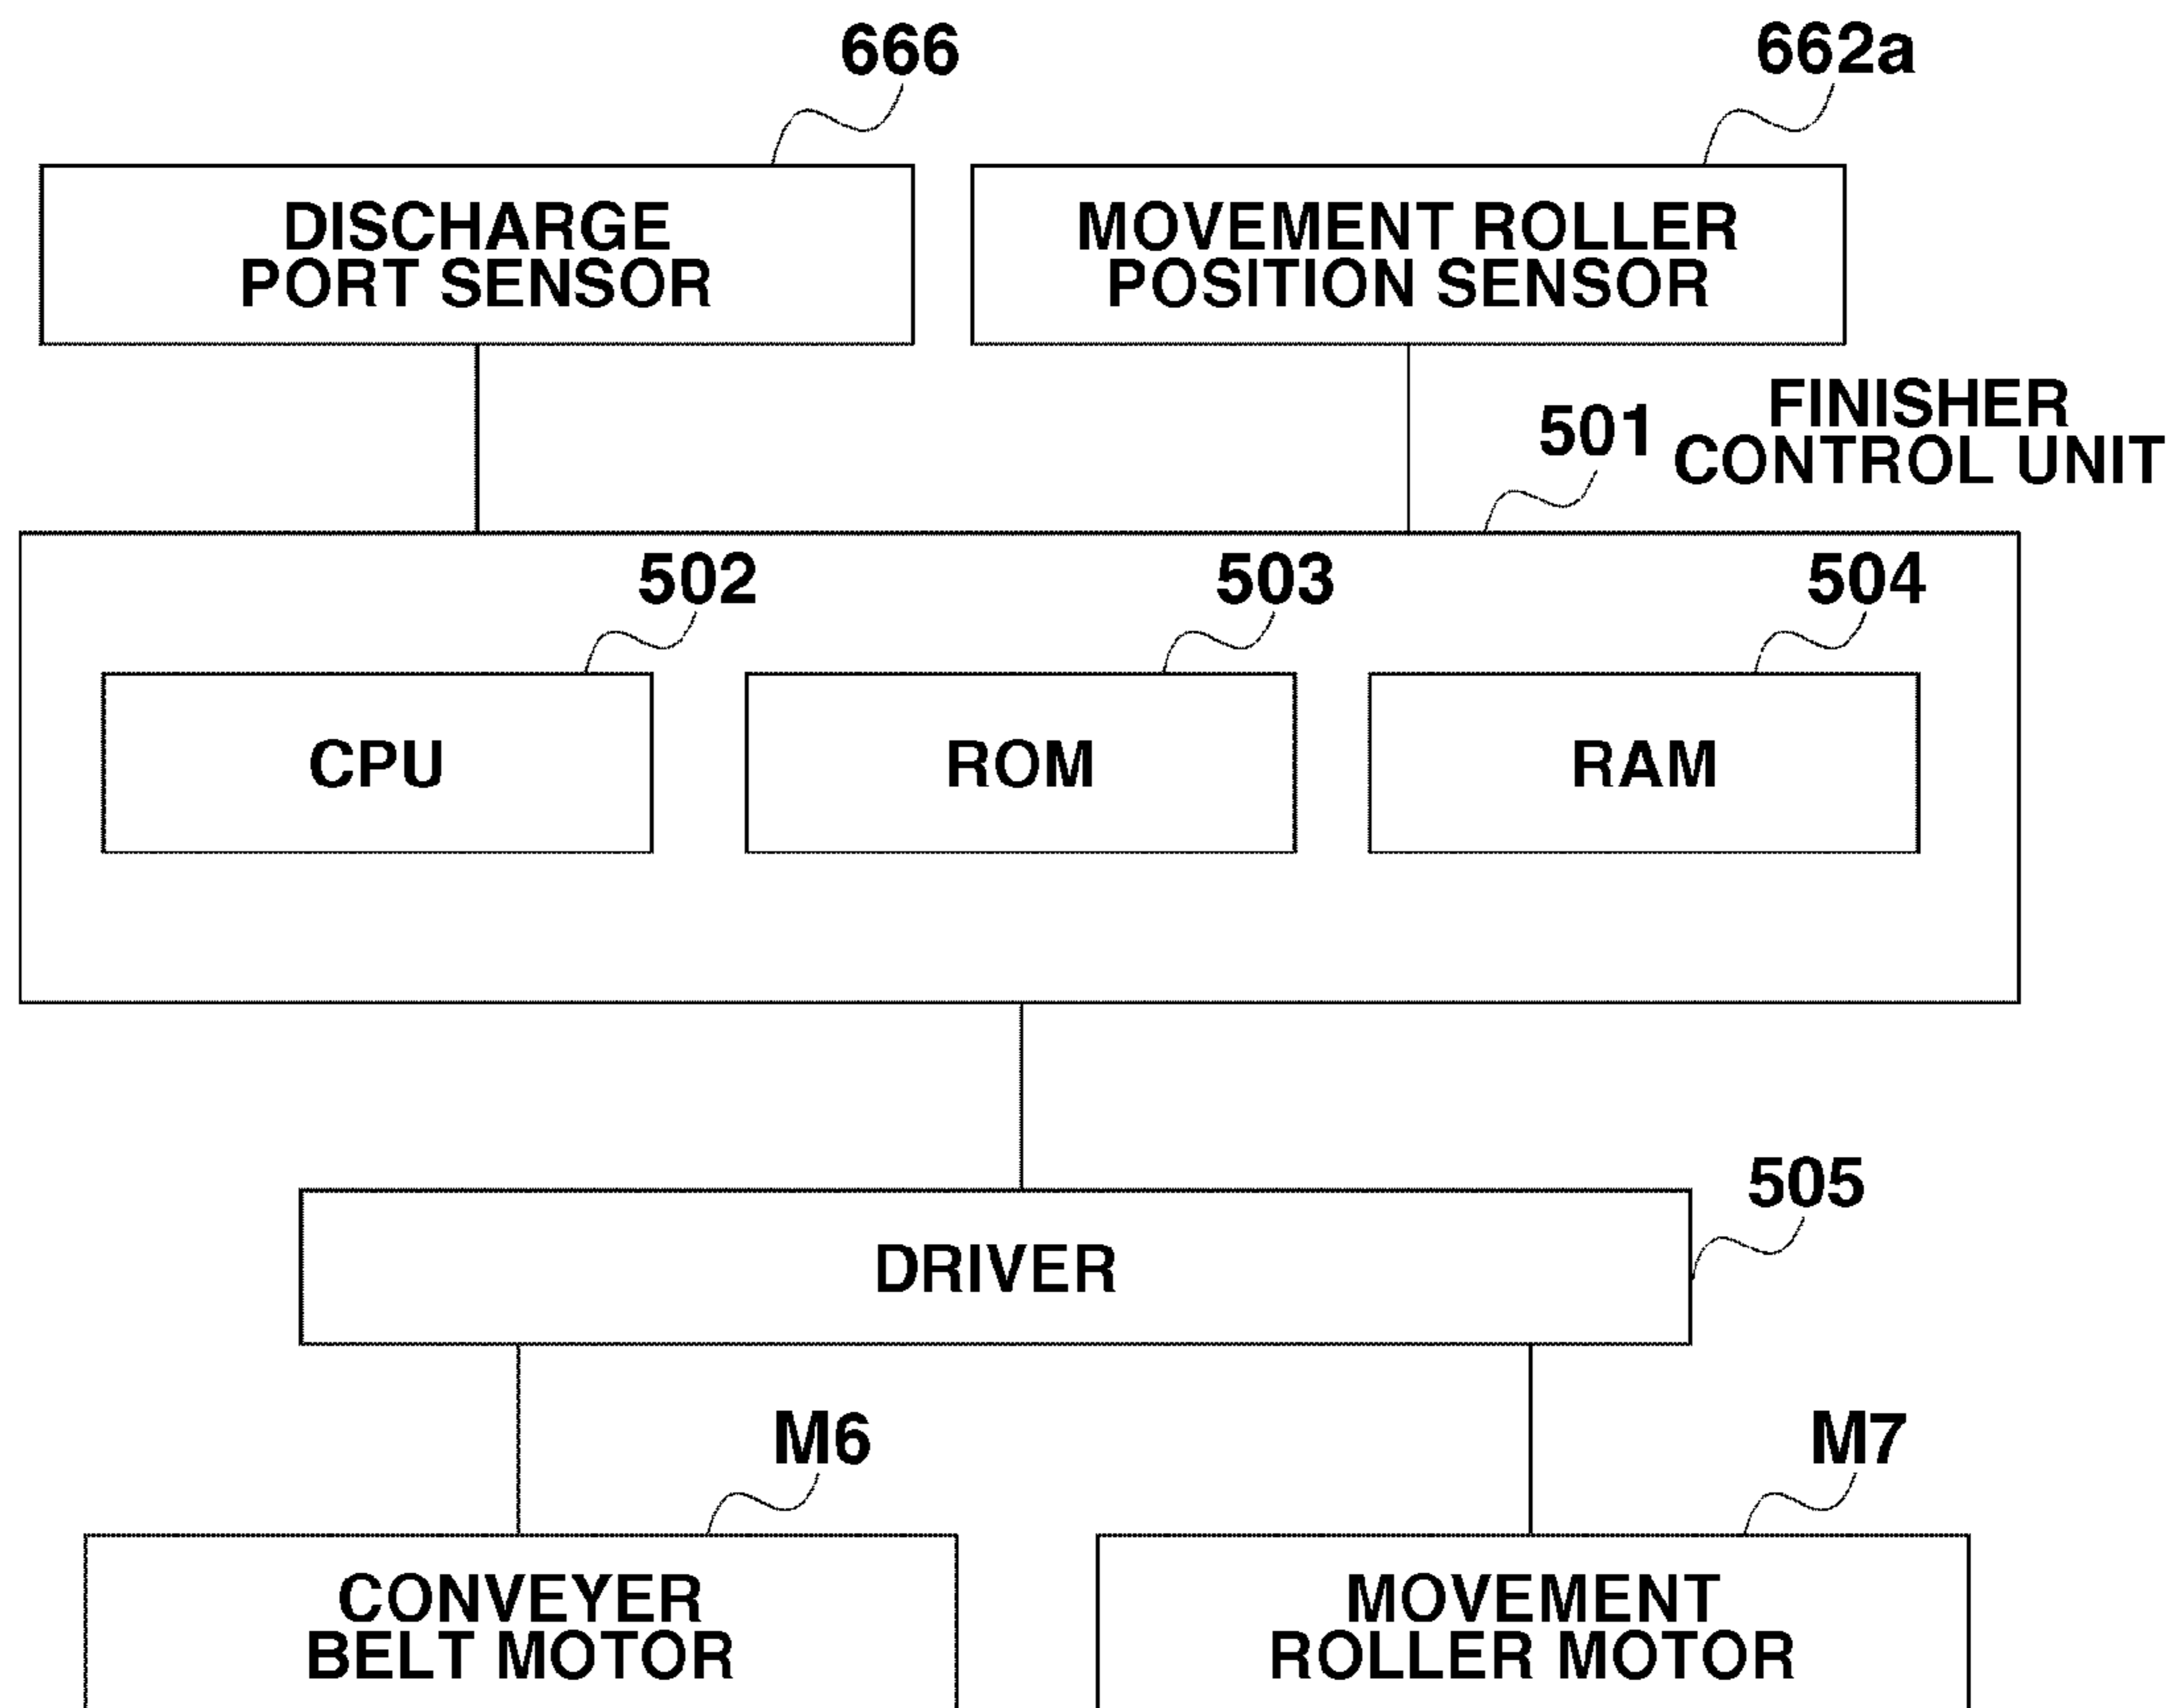 666
662a
DISCHARGE
PORT SENSOR
MOVEMENT ROLLER
POSITION SENSOR
501
FINISHER
CONTROL UNIT
502
503
504
CPU
ROM
RAM
505
DRIVER
M6
M7
CONVEYER
BELT MOTOR
MOVEMENT
ROLLER MOTOR